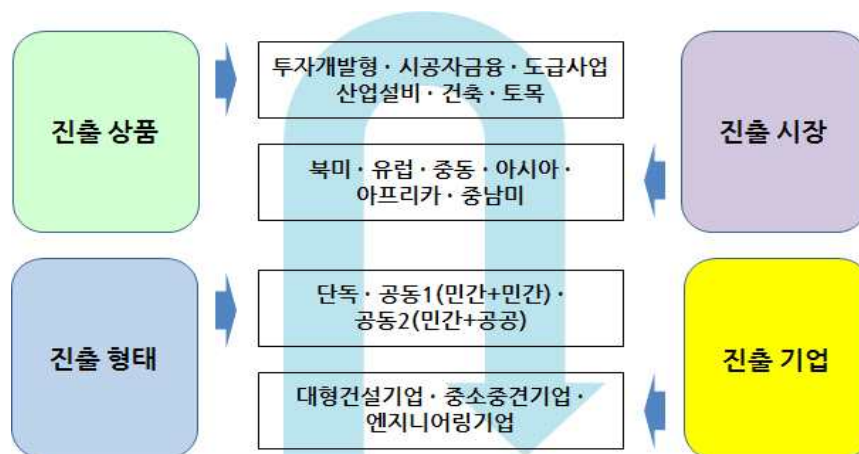 진출 상품
투자개발형 · 시공자금융 · 도급사업
산업설비 · 건축 · 토목
진출 시장
북미 · 유럽 · 중동 · 아시아 ·
아프리카 · 중남미
진출 형태
단독 · 공동1(민간+민간) ·
공동2(민간+공공)
진출 기업
대형건설기업 · 중소중견기업 ·
엔지니어링기업